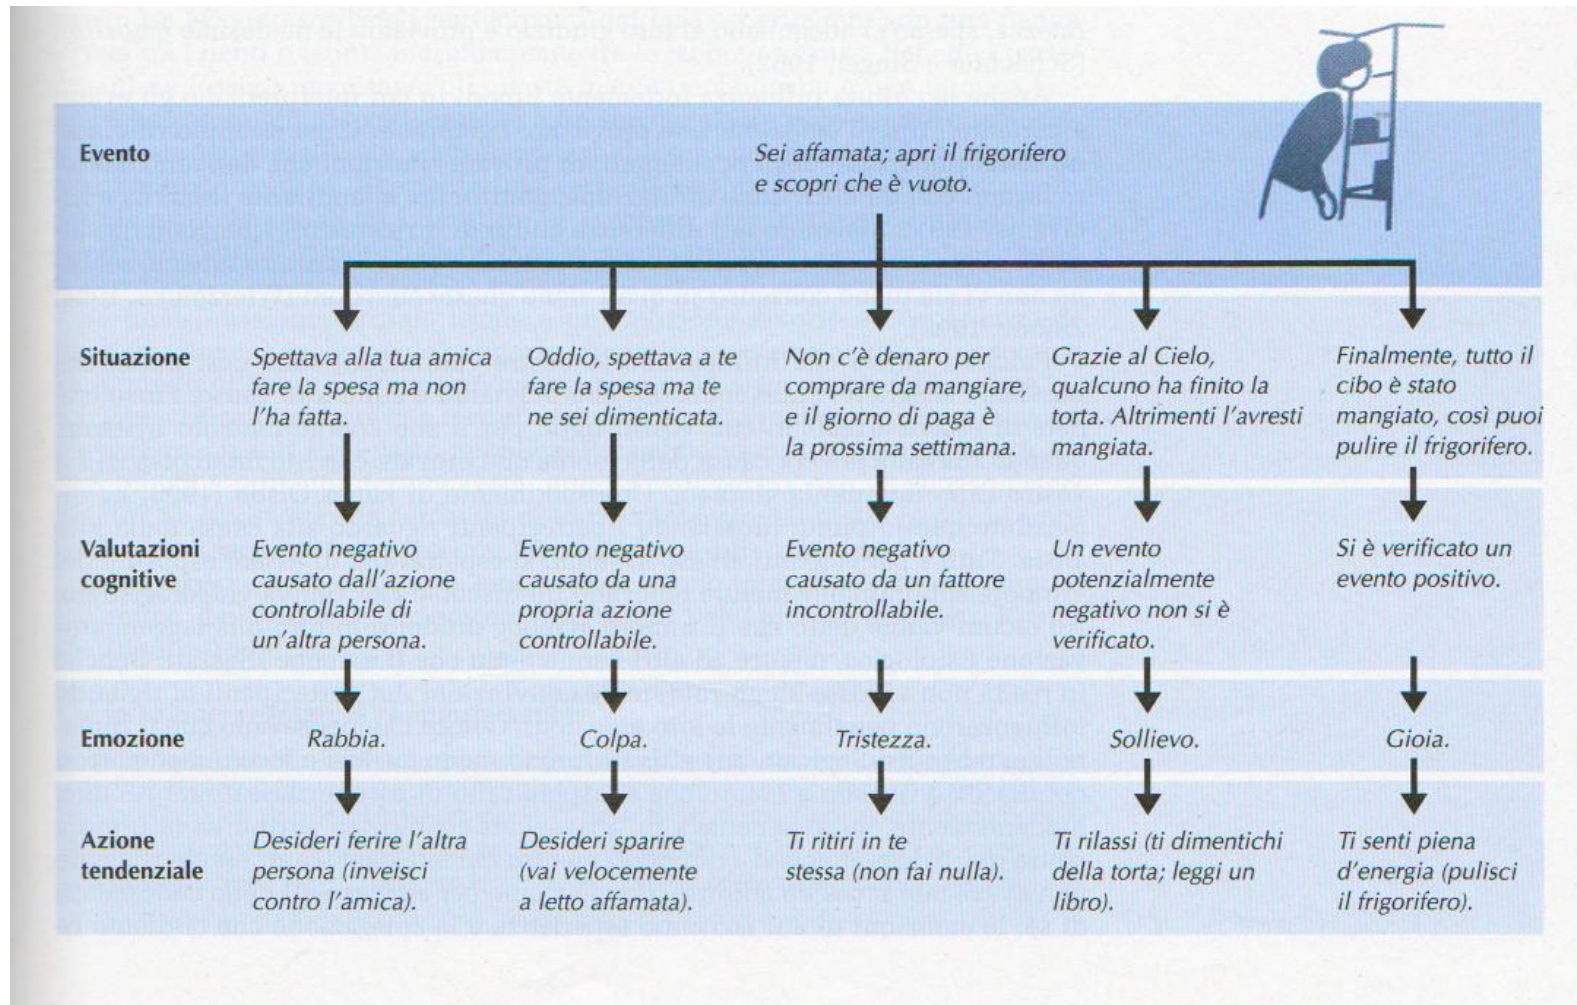 Evento
Sei affamata; apri il frigorifero
e scopri che è vuoto.
Situazione
Spettava alla tua amica
fare la spesa ma non
l'ha fatta.
Oddio, spettava a te
fare la spesa ma te
ne sei dimenticata.
Non c'è denaro per
comprare da mangiare,
e il giorno di paga è
la prossima settimana.
Grazie al Cielo,
qualcuno ha finito la
torta. Altrimenti l'avresti
mangiata.
Finalmente, tutto il
cibo è stato
mangiato, così puoi
pulire il frigorifero.
Valutazioni
cognitive
Evento negativo
causato dall'azione
controllabile di
un'altra persona.
Evento negativo
causato da una
propria azione
controllabile.
Evento negativo
causato da un fattore
incontrollabile.
Un evento
potenzialmente
negativo non si è
verificato.
Si è verificato un
evento positivo.
Emozione
Rabbia.
Colpa.
Tristezza.
Sollievo.
Gioia.
Azione
tendenziale
Desideri ferire l'altra
persona (inveisci
contro l'amica).
Desideri sparire
(vai velocemente
a letto affamata).
Ti ritiri in te
stessa (non fai nulla).
Ti rilassi (ti dimentichi
della torta; leggi un
libro).
Ti senti piena
d'energia (pulisci
il frigorifero).